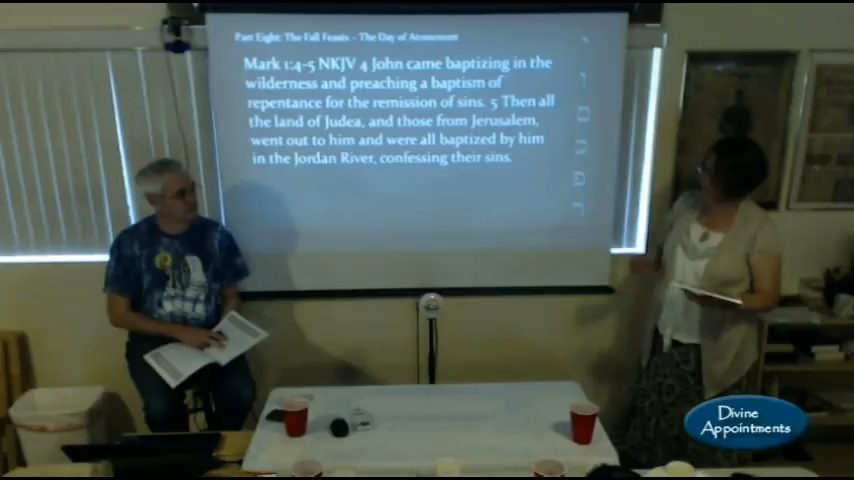 Part Eight: The Fall Feasts - The Day of Atonement
Mark 1:4-5 NKJV 4 John came baptizing in the
wilderness and preaching a baptism of
repentance for the remission of sins. 5 Then all
the land of Judea, and those from Jerusalem,
went out to him and were all baptized by him
in the Jordan River, confessing their sins.
Divine
Appointments